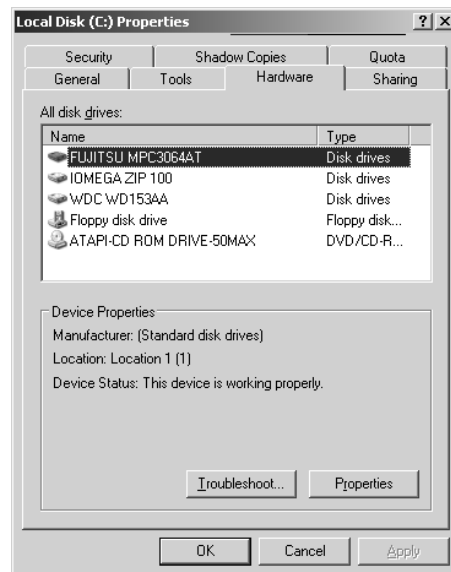 Local Disk (C:) Properties
? ×
Security Shadow Copies Quota
General Tools Hardware Sharing
All disk drives:
Name Type
FUJITSU MPC3064AT Disk drives
IOMEGA ZIP 100 Disk drives
WDC WD153AA Disk drives
Floppy disk drive Floppy disk...
ATAPI-CD ROM DRIVE-50MAX DVD/CD-R...
Device Properties
Manufacturer: (Standard disk drives)
Location: Location 1 (1)
Device Status: This device is working properly.
Troubleshoot... Properties
OK Cancel Apply